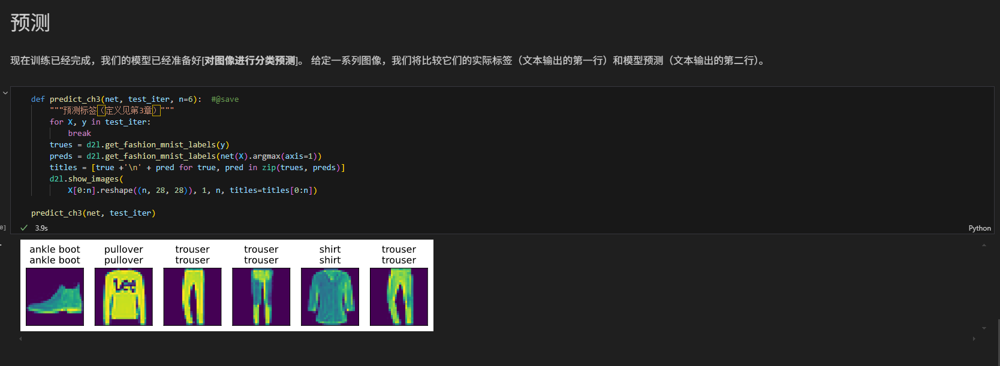 预测
现在训练已经完成，我们的模型已经准备好[对图像进行分类预测]。 给定一系列图像，我们将比较它们的实际标签（文本输出的第一行）和模型预测（文本输出的第二行）。
def predict_ch3(net, test_iter, n=6):  #@save
    """预测标签（定义见第3章）"""
    for X, y in test_iter:
        break
    trues = d2l.get_fashion_mnist_labels(y)
    preds = d2l.get_fashion_mnist_labels(net(X).argmax(axis=1))
    titles = [true +'\n' + pred for true, pred in zip(trues, preds)]
    d2l.show_images(
        X[0:n].reshape((n, 28, 28)), 1, n, titles=titles[0:n])
predict_ch3(net, test_iter)
0] 3.9s Python
ankle boot pullover trouser trouser shirt trouser
ankle boot pullover trouser trouser shirt trouser